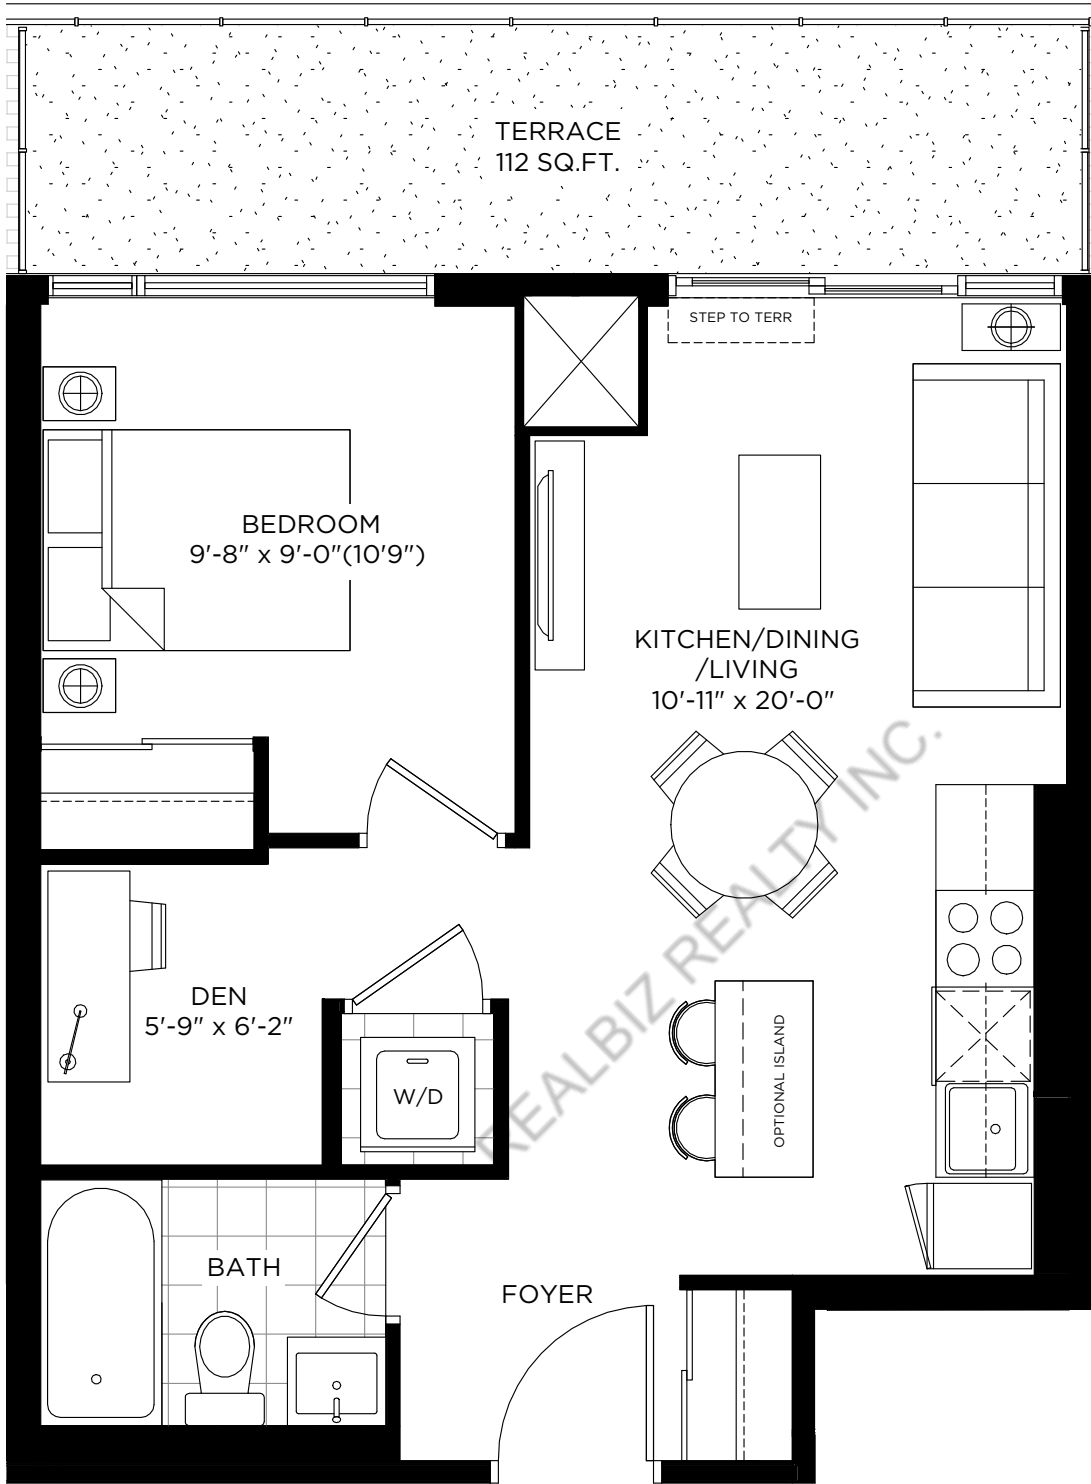 TERRACE
112 SQ.FT.
STEP TO TERR
BEDROOM
9'-8" x 9'-0"(10'9")
KITCHEN/DINING
/LIVING
10'-11" x 20'-0"
DEN
5'-9" x 6'-2"
W/D
OPTIONAL ISLAND
BATH
FOYER
REALBIZ REALTY INC.